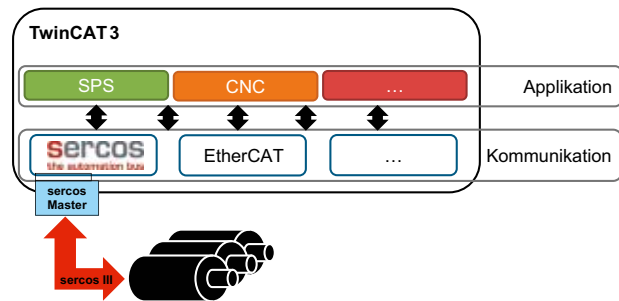 TwinCAT 3
SPS
CNC
...
Applikation
sercos
the automation bus
EtherCAT
...
Kommunikation
sercos
Master
sercos III